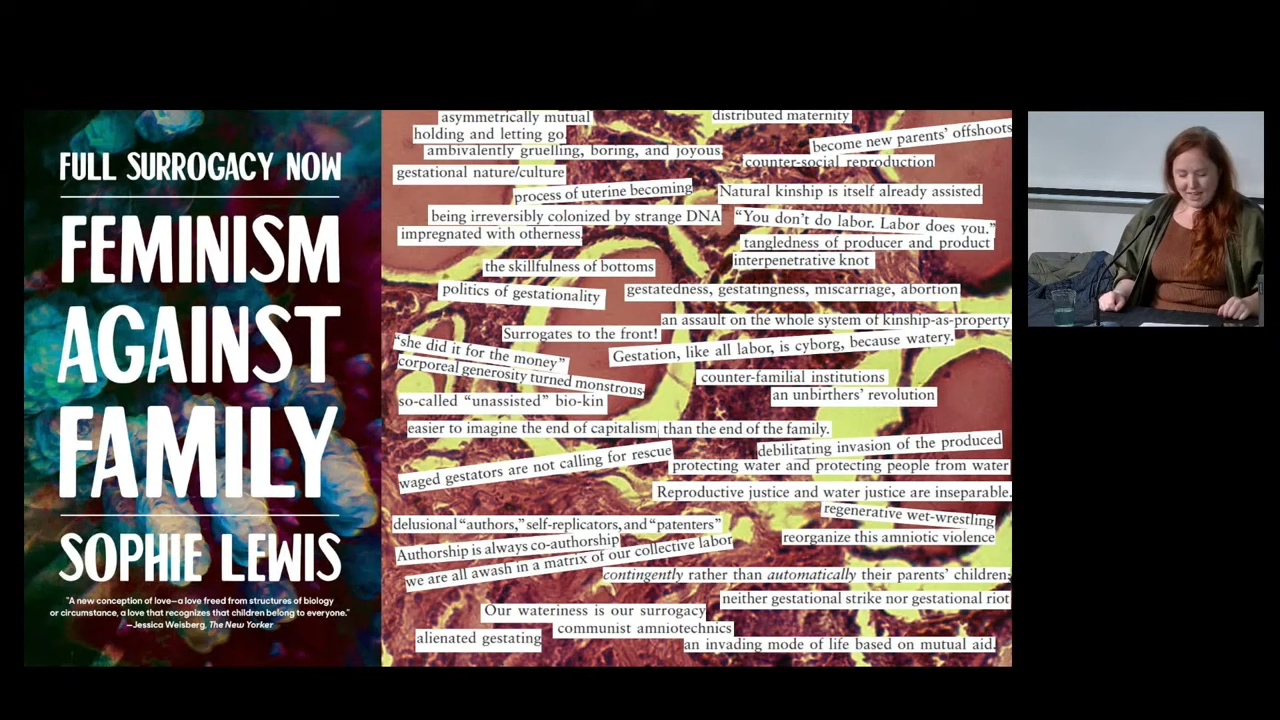 FULL SURROGACY NOW
FEMINISM
AGAINST
FAMILY
SOPHIE LEWIS
"A new conception of love—a love freed from structures of biology
or circumstance, a love that recognizes that children belong to everyone."
—Jessica Weisberg, The New Yorker
asymmetrically mutual
holding and letting go
ambivalently gruelling, boring, and joyous
gestational nature/culture
process of uterine becoming
being irreversibly colonized by strange DNA
impregnated with otherness.
the skillfulness of bottoms
politics of gestationality
distributed maternity
become new parents' offshoots
counter-social reproduction
Natural kinship is itself already assisted
"You don't do labor. Labor does you."
tangledness of producer and product
interpenetrative knot
gestatedness, gestatingness, miscarriage, abortion
an assault on the whole system of kinship-as-property
Surrogates to the front!
Gestation, like all labor, is cyborg, because watery.
"she did it for the money"
corporeal generosity turned monstrous
so-called "unassisted" bio-kin
counter-familial institutions
an unbirthers' revolution
easier to imagine the end of capitalism than the end of the family.
debilitating invasion of the produced
waged gestators are not calling for rescue
protecting water and protecting people from water
Reproductive justice and water justice are inseparable.
regenerative wet-wrestling
delusional "authors," self-replicators, and "patenters"
reorganize this amniotic violence
Authorship is always co-authorship
we are all awash in a matrix of our collective labor
contingently rather than automatically their parents' children;
neither gestational strike nor gestational riot
Our wateriness is our surrogacy
communist amniotechnics
alienated gestating
an invading mode of life based on mutual aid.